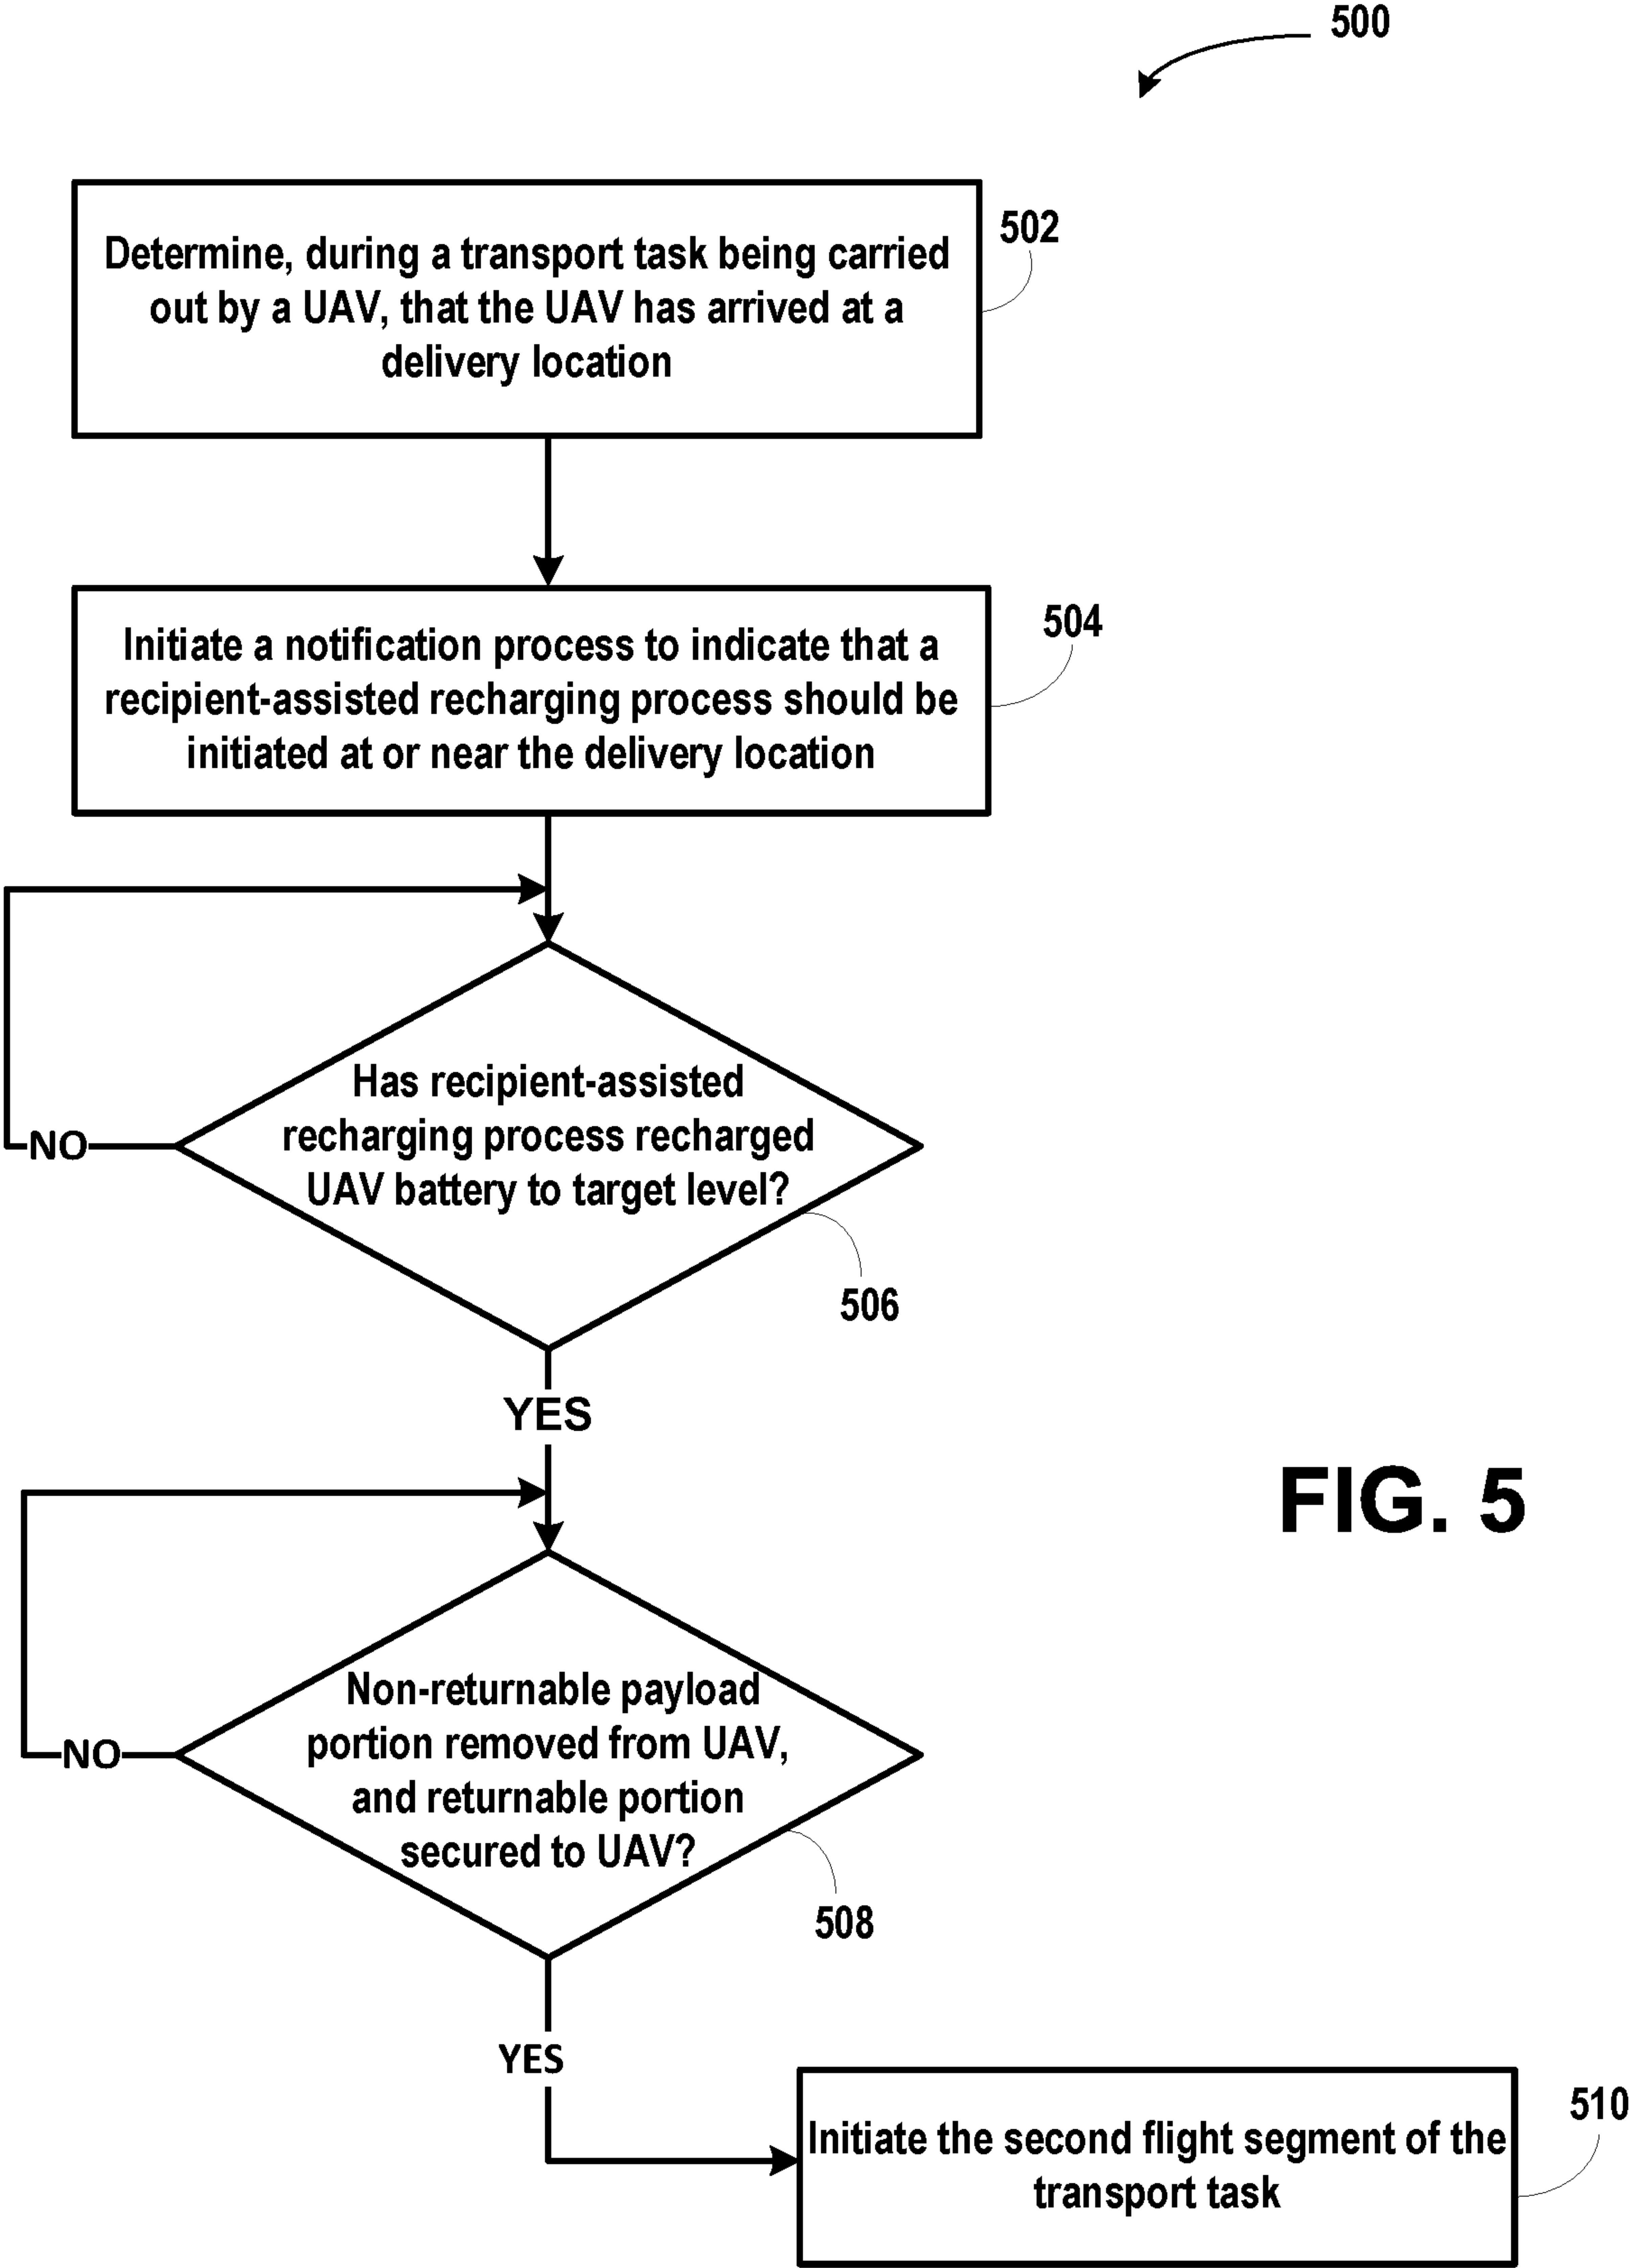 500
502
Determine, during a transport task being carried
out by a UAV, that the UAV has arrived at a
delivery location
504
Initiate a notification process to indicate that a
recipient-assisted recharging process should be
initiated at or near the delivery location
Has recipient-assisted
recharging process recharged
UAV battery to target level?
NO
506
YES
FIG. 5
Non-returnable payload
portion removed from UAV,
and returnable portion
secured to UAV?
NO
508
YES
510
Initiate the second flight segment of the
transport task